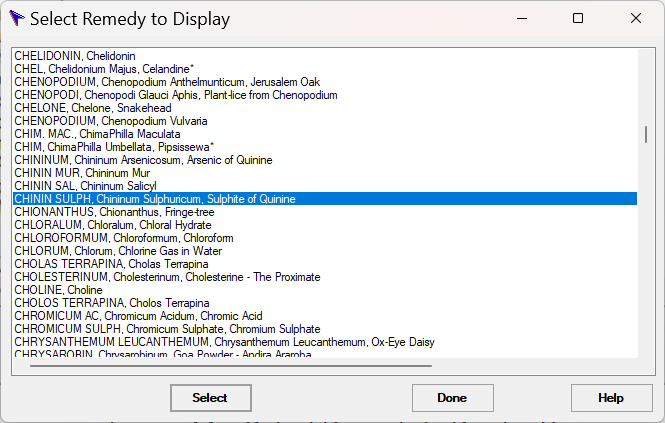 Select Remedy to Display
CHELIDONIN, Chelidonin
CHEL, Chelidonium Majus, Celandine*
CHENOPODIUM, Chenopodium Anthelmunticum, Jerusalem Oak
CHENOPODI, Chenopodi Glauci Aphis, Plant-lice from Chenopodium
CHELONE, Chelone, Snakehead
CHENOPODIUM, Chenopodium Vulvaria
CHIM. MAC., ChimaPhilla Maculata
CHIM, ChimaPhilla Umbellata, Pipsissewa*
CHININUM, Chininum Arsenicosum, Arsenic of Quinine
CHININ MUR, Chininum Mur
CHININ SAL, Chininum Salicyl
CHININ SULPH, Chininum Sulphuricum, Sulphite of Quinine
CHIONANTHUS, Chionanthus, Fringe-tree
CHLORALUM, Chloralum, Chloral Hydrate
CHLOROFORMUM, Chloroformum, Chloroform
CHLORUM, Chlorum, Chlorine Gas in Water
CHOLAS TERRAPINA, Cholas Terrapina
CHOLESTERINUM, Cholesterinum, Cholesterine - The Proximate
CHOLINE, Choline
CHOLOS TERRAPINA, Cholos Terrapina
CHROMICUM AC, Chromicum Acidum, Chromic Acid
CHROMICUM SULPH, Chromicum Sulphate, Chromium Sulphate
CHRYSANTHEMUM LEUCANTHEMUM, Chrysanthemum Leucanthemum, Ox-Eye Daisy
CHRYSAROBIN, Chrysarobinum, Goa Powder - Andira Araroba
Select Done Help